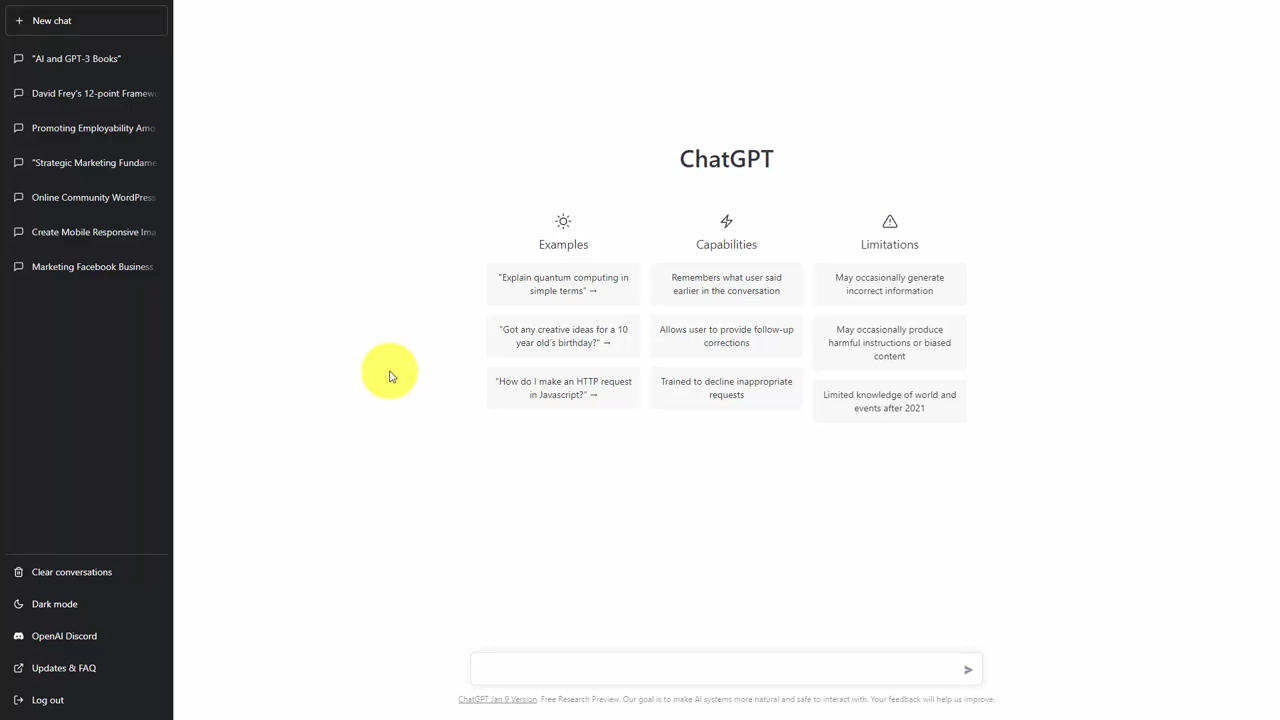 New chat
"AI and GPT-3 Books"
David Frey's 12-point Framewo
Promoting Employability Amo
"Strategic Marketing Fundame
Online Community WordPress
Create Mobile Responsive Ima
Marketing Facebook Business
Clear conversations
Dark mode
OpenAI Discord
Updates & FAQ
Log out
ChatGPT
Examples
"Explain quantum computing in
simple terms" →
"Got any creative ideas for a 10
year old's birthday?" →
"How do I make an HTTP request
in Javascript?" →
Capabilities
Remembers what user said
earlier in the conversation
Allows user to provide follow-up
corrections
Trained to decline inappropriate
requests
Limitations
May occasionally generate
incorrect information
May occasionally produce
harmful instructions or biased
content
Limited knowledge of world and
events after 2021
ChatGPT Jan 9 Version. Free Research Preview. Our goal is to make AI systems more natural and safe to interact with. Your feedback will help us improve.